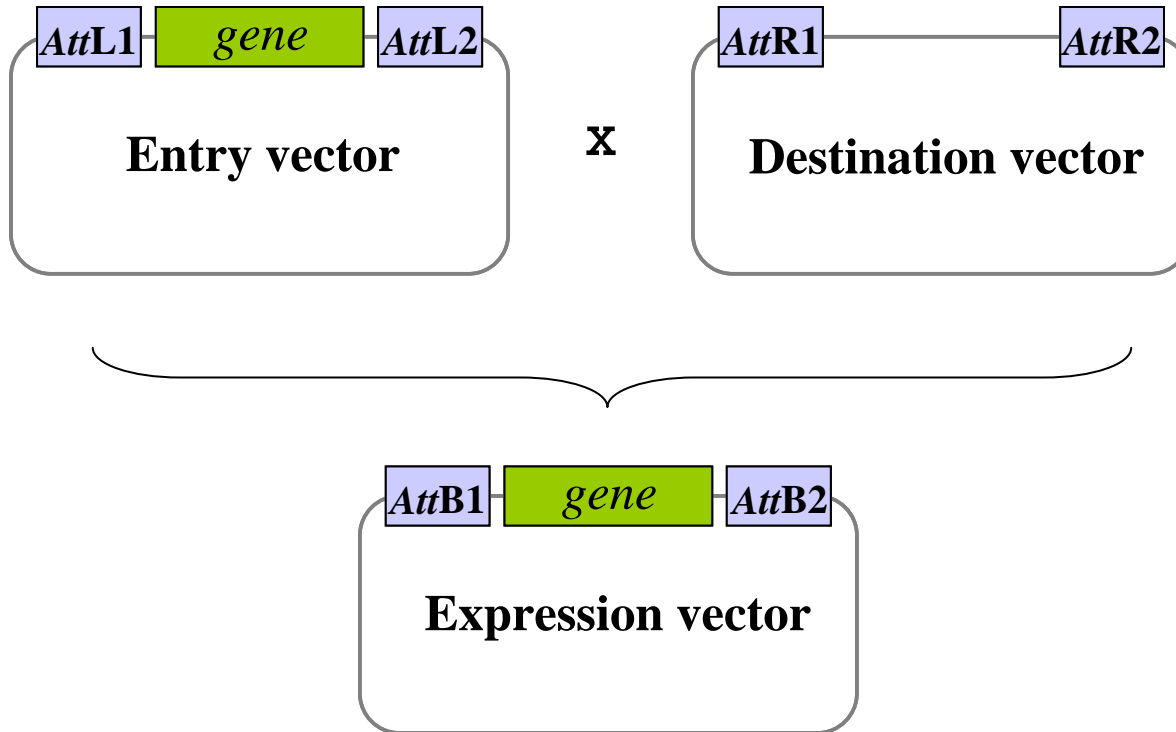 AttL1 gene AttL2 AttR1 AttR2
Entry vector x Destination vector
AttB1 gene AttB2
Expression vector